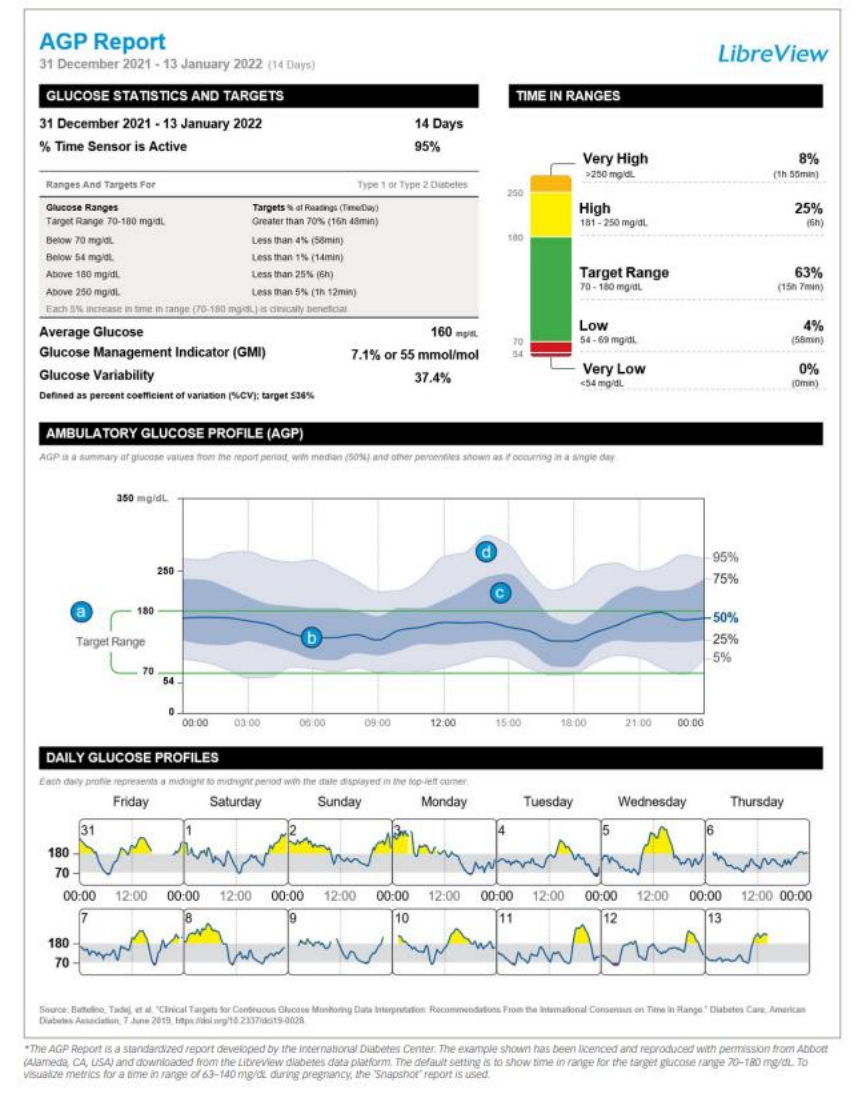 AGP Report
31 December 2021 - 13 January 2022 (14 Days)
LibreView
GLUCOSE STATISTICS AND TARGETS
31 December 2021 - 13 January 2022 14 Days
% Time Sensor is Active 95%
Ranges And Targets For Type 1 or Type 2 Diabetes
Glucose Ranges Targets % of Readings (Time/Day)
Target Range 70-180 mg/dL Greater than 70% (16h 48min)
Below 70 mg/dL Less than 4% (58min)
Below 54 mg/dL Less than 1% (14min)
Above 180 mg/dL Less than 25% (6h)
Above 250 mg/dL Less than 5% (1h 12min)
Each 5% increase in time in range (70-180 mg/dL) is clinically beneficial.
Average Glucose 160 mg/dL
Glucose Management Indicator (GMI) 7.1% or 55 mmol/mol
Glucose Variability 37.4%
Defined as percent coefficient of variation (%CV); target ≤36%
TIME IN RANGES
Very High 8%
>250 mg/dL (1h 55min)
250
High 25%
181 - 250 mg/dL (6h)
180
Target Range 63%
70 - 180 mg/dL (15h 7min)
Low 4%
70 54 - 69 mg/dL (58min)
54
Very Low 0%
<54 mg/dL (0min)
AMBULATORY GLUCOSE PROFILE (AGP)
AGP is a summary of glucose values from the report period, with median (50%) and other percentiles shown as if occurring in a single day.
350 mg/dL
d
95%
250
75%
c
a 180
50%
b
Target Range
25%
5%
70
54
0
00:00 03:00 06:00 09:00 12:00 15:00 18:00 21:00 00:00
DAILY GLUCOSE PROFILES
Each daily profile represents a midnight to midnight period with the date displayed in the top-left corner.
Friday Saturday Sunday Monday Tuesday Wednesday Thursday
31 1 2 3 4 5 6
180
70
00:00 12:00 00:00 12:00 00:00 12:00 00:00 12:00 00:00 12:00 00:00 12:00 00:00 12:00 00:00
7 8 9 10 11 12 13
180
70
Source: Battelino, Tadej, et al. "Clinical Targets for Continuous Glucose Monitoring Data Interpretation: Recommendations From the International Consensus on Time in Range." Diabetes Care, American
Diabetes Association, 7 June 2019, https://doi.org/10.2337/dci19-0028.
*The AGP Report is a standardized report developed by the International Diabetes Center. The example shown has been licenced and reproduced with permission from Abbott
(Alameda, CA, USA) and downloaded from the LibreView diabetes data platform. The default setting is to show time in range for the target glucose range 70–180 mg/dL. To
visualize metrics for a time in range of 63–140 mg/dL during pregnancy, the 'Snapshot' report is used.